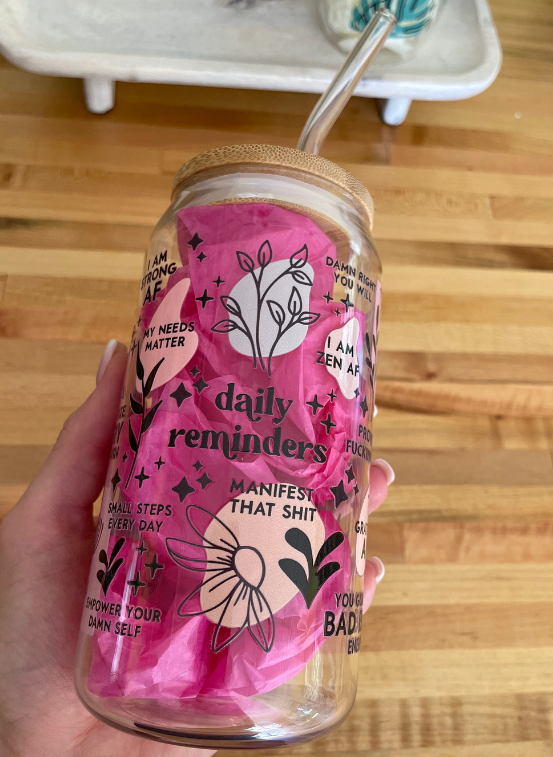 I AM
STRONG
AF
DAMN RIGHT
YOU WILL
MY NEEDS
MATTER
I AM
ZEN AF
daily
reminders
MANIFEST
THAT SHIT
SMALL STEPS
EVERY DAY
EMPOWER YOUR
DAMN SELF
BAD